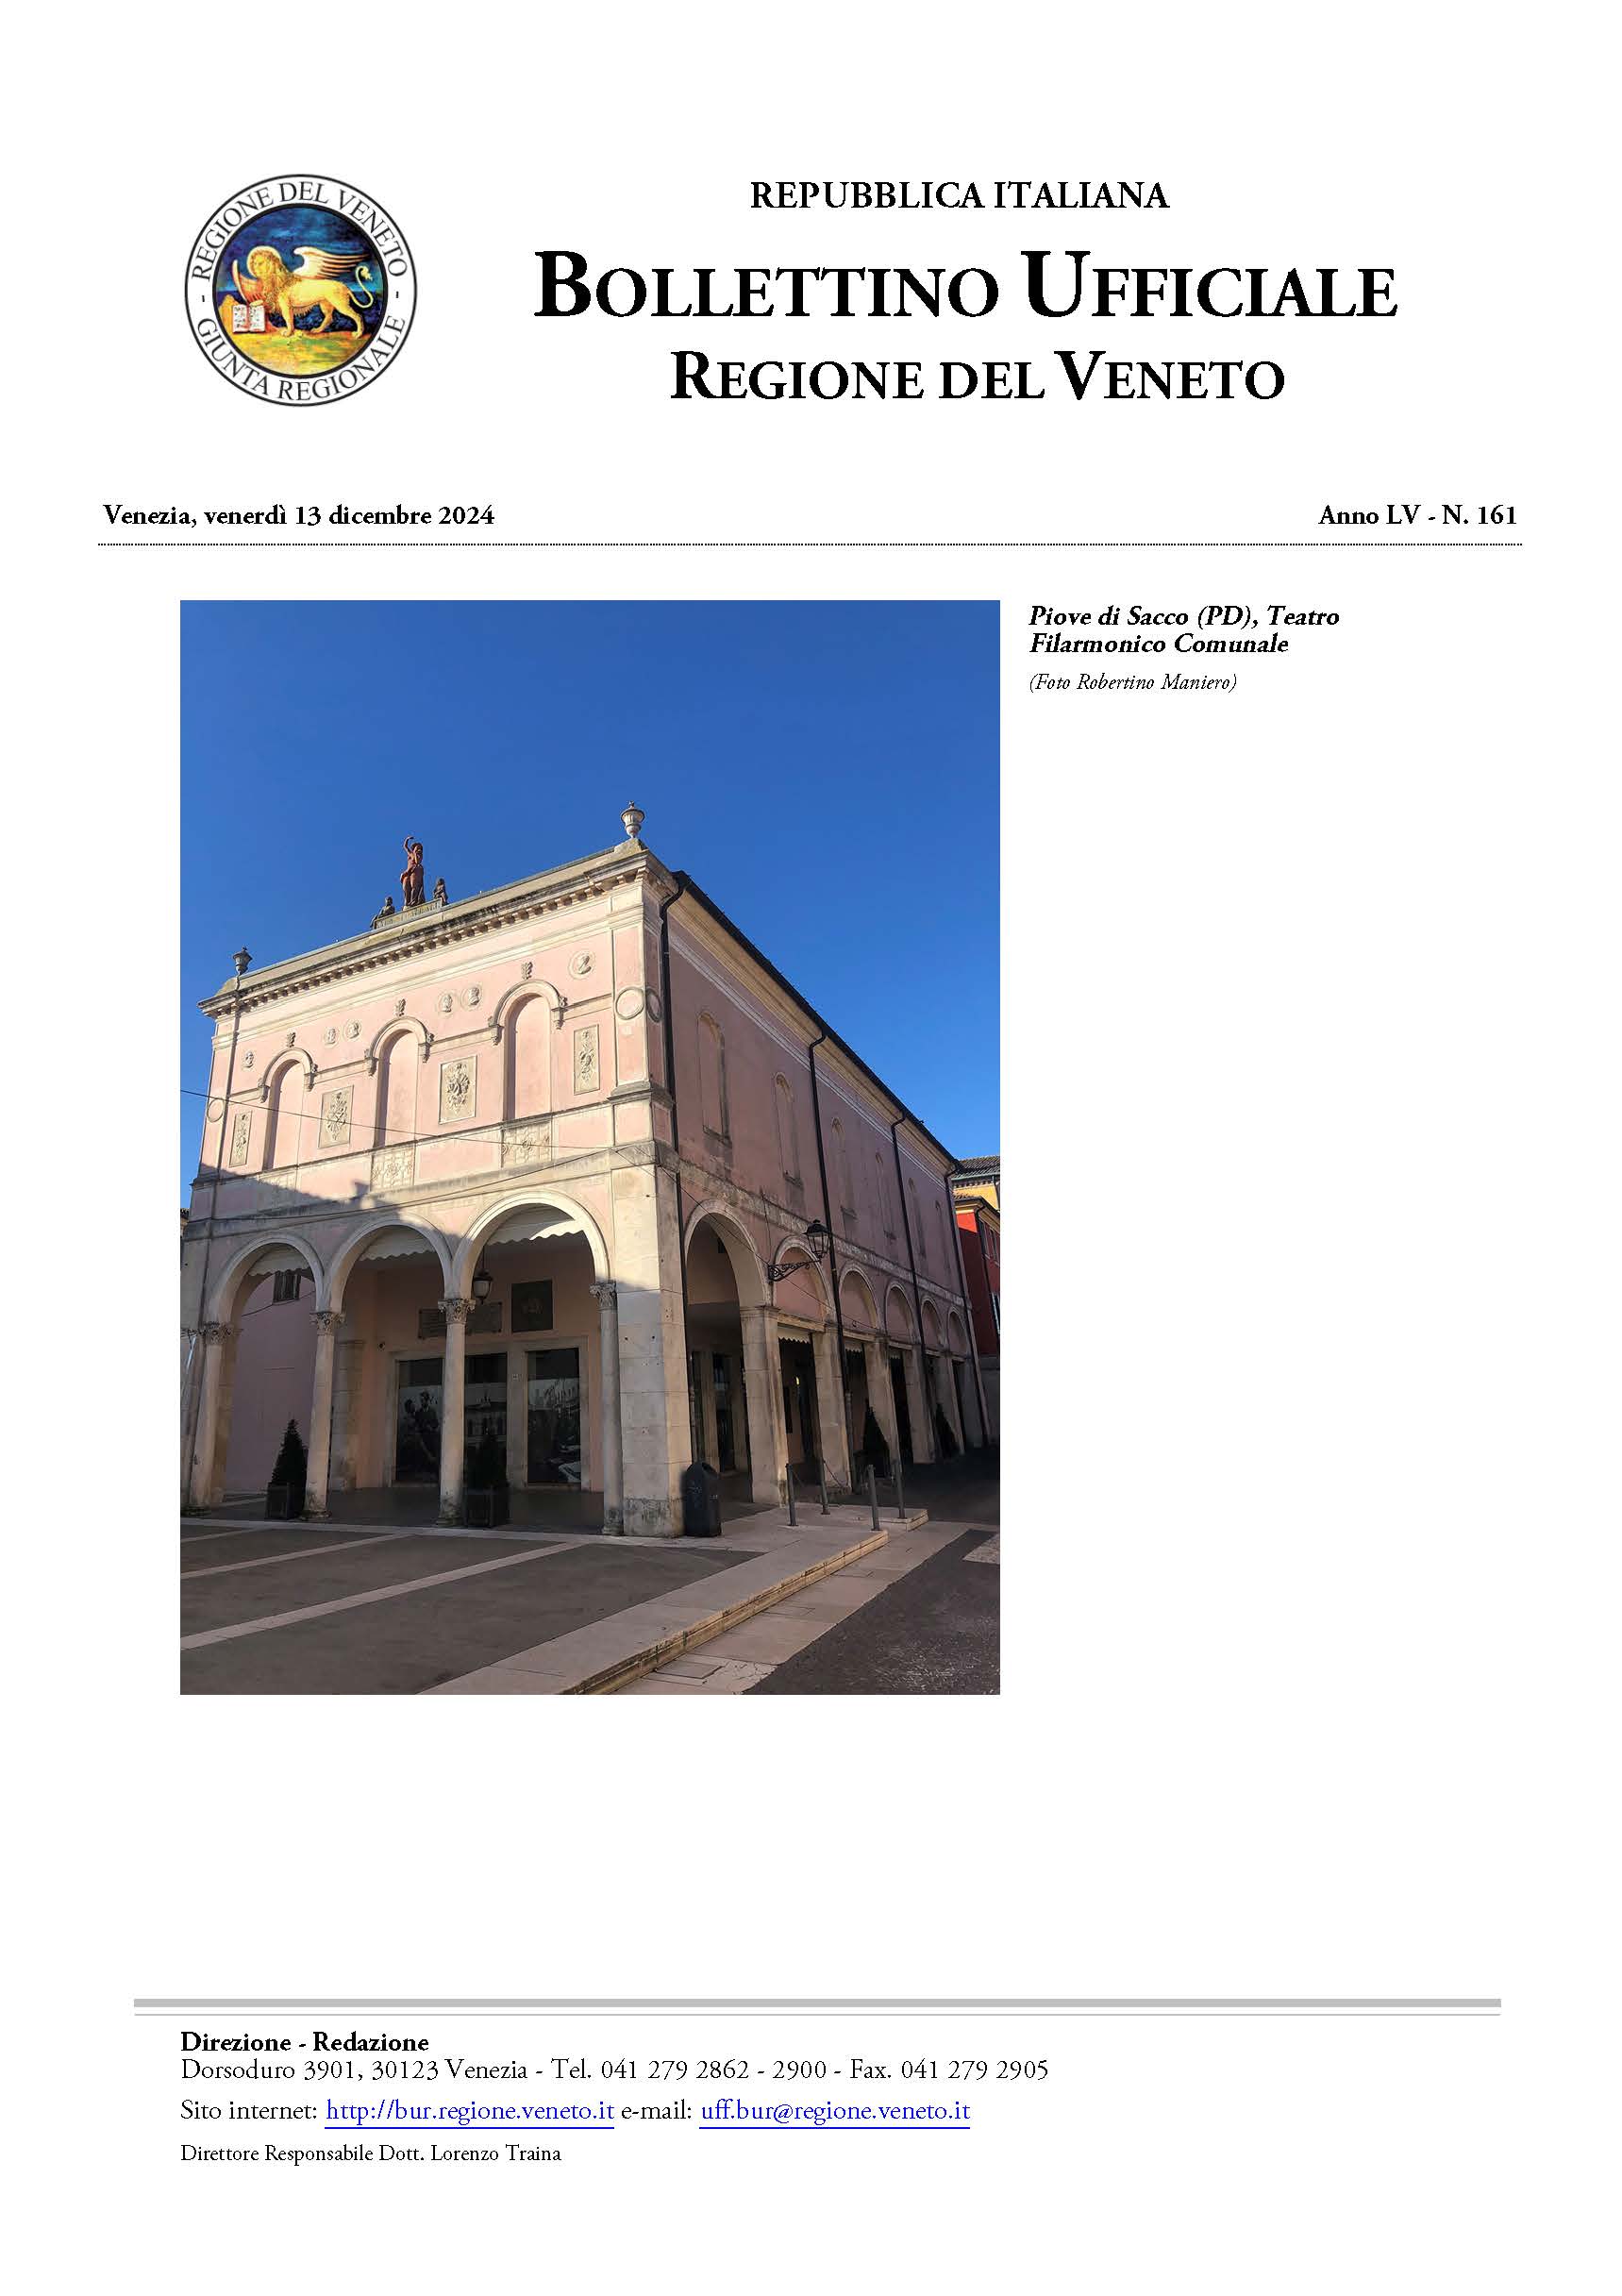 REGIONE DEL VENETO
GIUNTA REGIONALE
REPUBBLICA ITALIANA
BOLLETTINO UFFICIALE
REGIONE DEL VENETO
Venezia, venerdì 13 dicembre 2024
Anno LV - N. 161
Piove di Sacco (PD), Teatro
Filarmonico Comunale
(Foto Robertino Maniero)
Direzione - Redazione
Dorsoduro 3901, 30123 Venezia - Tel. 041 279 2862 - 2900 - Fax. 041 279 2905
Sito internet: http://bur.regione.veneto.it e-mail: uff.bur@regione.veneto.it
Direttore Responsabile Dott. Lorenzo Traina